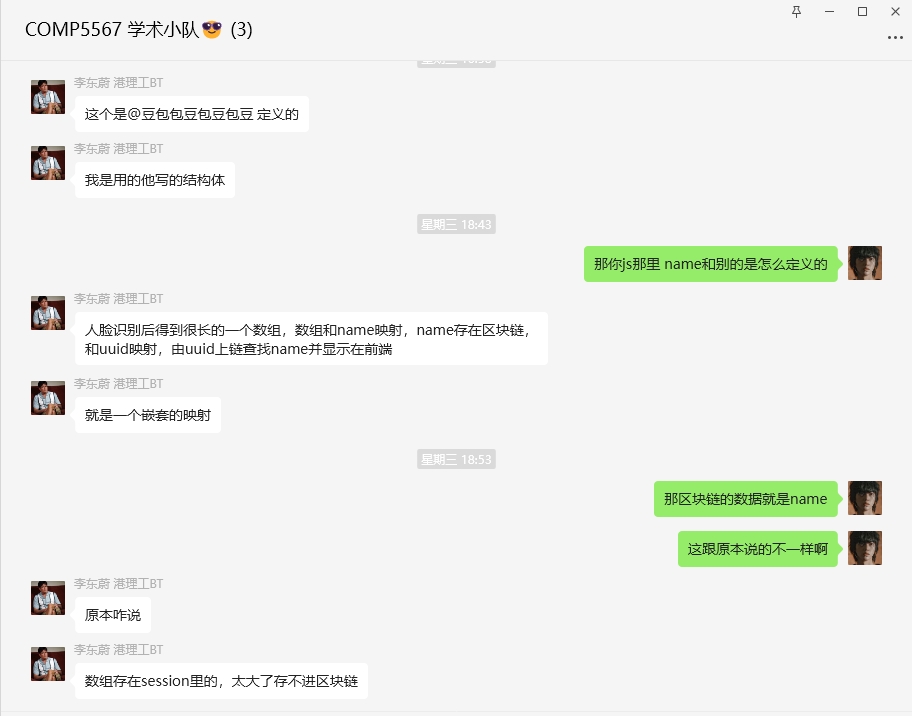 COMP5567 学术小队😎 (3)
李东蔚 港理工BT
这个是@豆包包豆包豆包豆 定义的
李东蔚 港理工BT
我是用的他写的结构体
星期三 18:43
那你js那里 name和别的是怎么定义的
李东蔚 港理工BT
人脸识别后得到很长的一个数组，数组和name映射，name存在区块链，
和uuid映射，由uuid上链查找name并显示在前端
李东蔚 港理工BT
就是一个嵌套的映射
星期三 18:53
那区块链的数据就是name
这跟原本说的不一样啊
李东蔚 港理工BT
原本咋说
李东蔚 港理工BT
数组存在session里的，太大了存不进区块链